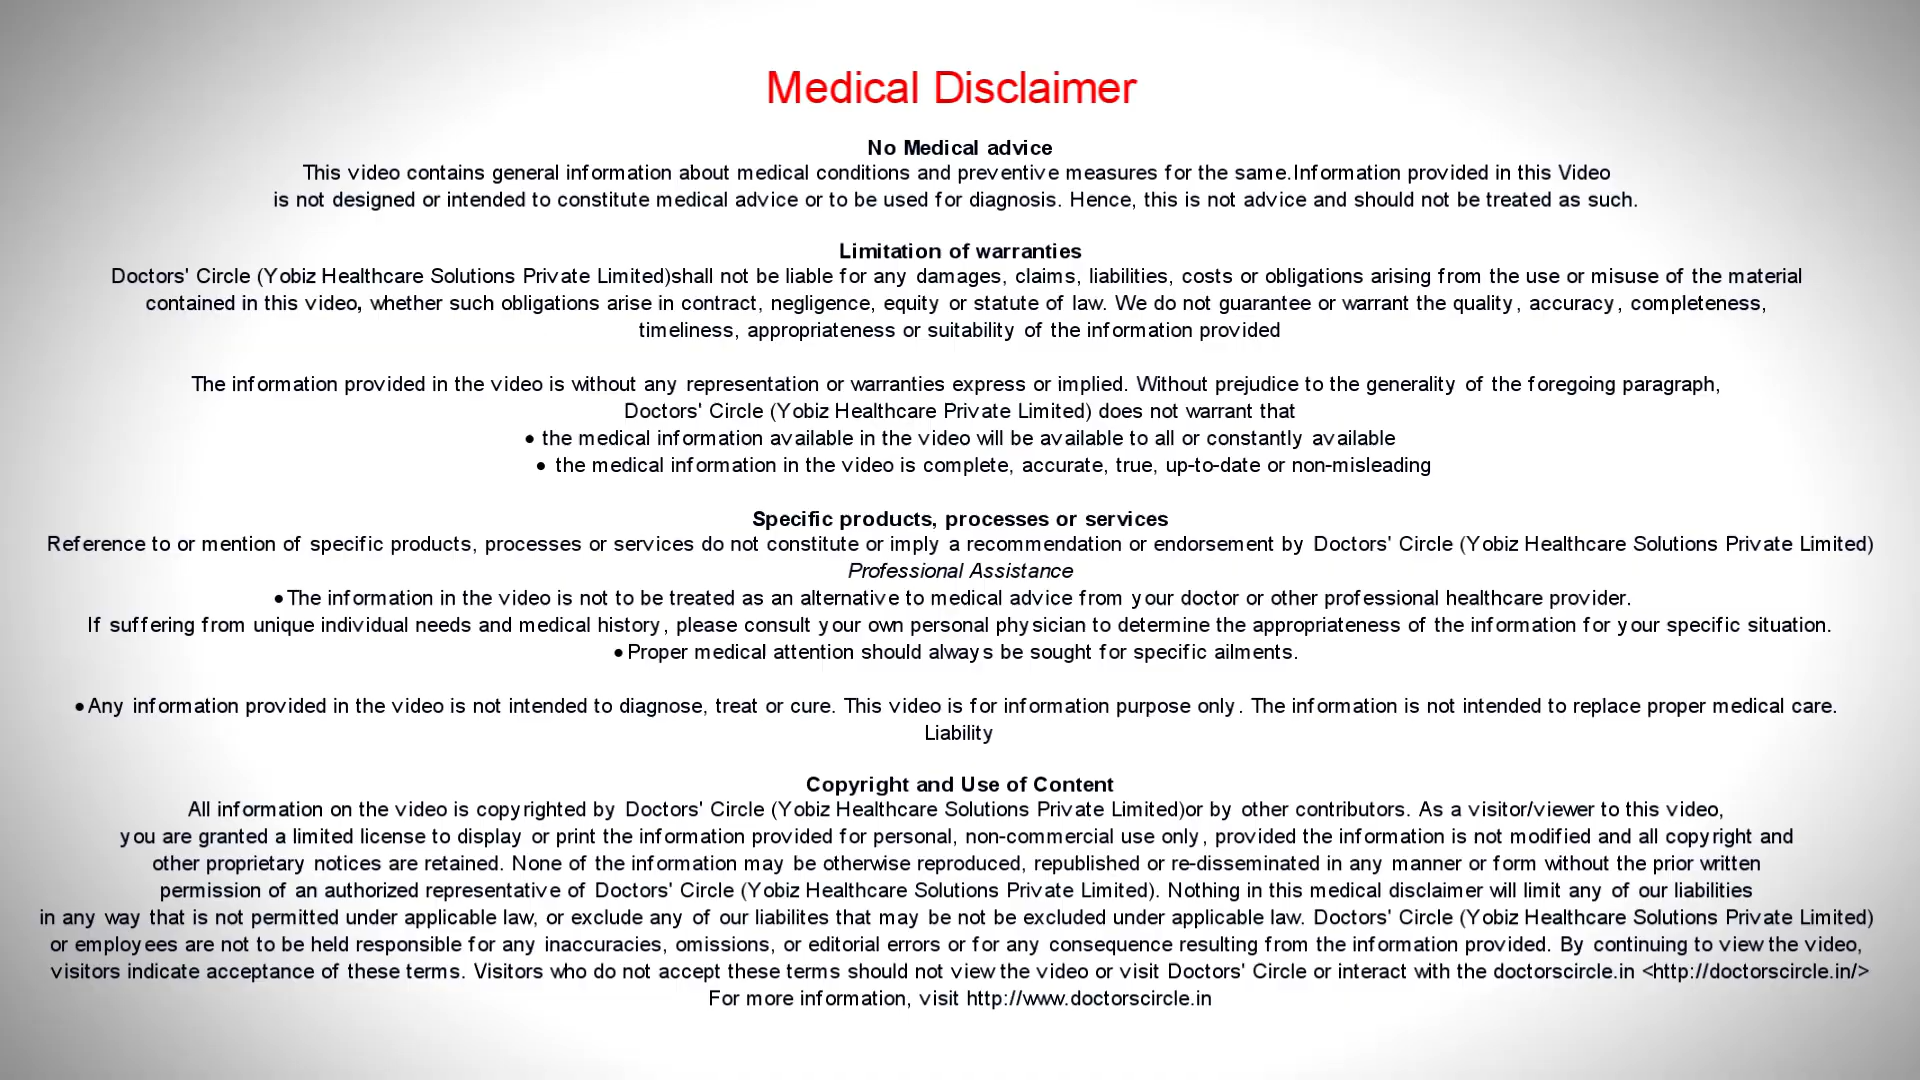 Medical Disclaimer
No Medical advice
This video contains general information about medical conditions and preventive measures for the same.Information provided in this Video
is not designed or intended to constitute medical advice or to be used for diagnosis. Hence, this is not advice and should not be treated as such.
Limitation of warranties
Doctors' Circle (Yobiz Healthcare Solutions Private Limited)shall not be liable for any damages, claims, liabilities, costs or obligations arising from the use or misuse of the material
contained in this video, whether such obligations arise in contract, negligence, equity or statute of law. We do not guarantee or warrant the quality, accuracy, completeness,
timeliness, appropriateness or suitability of the information provided
The information provided in the video is without any representation or warranties express or implied. Without prejudice to the generality of the foregoing paragraph,
Doctors' Circle (Yobiz Healthcare Private Limited) does not warrant that
• the medical information available in the video will be available to all or constantly available
• the medical information in the video is complete, accurate, true, up-to-date or non-misleading
Specific products, processes or services
Reference to or mention of specific products, processes or services do not constitute or imply a recommendation or endorsement by Doctors' Circle (Yobiz Healthcare Solutions Private Limited)
Professional Assistance
•The information in the video is not to be treated as an alternative to medical advice from your doctor or other professional healthcare provider.
If suffering from unique individual needs and medical history, please consult your own personal physician to determine the appropriateness of the information for your specific situation.
•Proper medical attention should always be sought for specific ailments.
•Any information provided in the video is not intended to diagnose, treat or cure. This video is for information purpose only. The information is not intended to replace proper medical care.
Liability
Copyright and Use of Content
All information on the video is copyrighted by Doctors' Circle (Yobiz Healthcare Solutions Private Limited)or by other contributors. As a visitor/viewer to this video,
you are granted a limited license to display or print the information provided for personal, non-commercial use only, provided the information is not modified and all copyright and
other proprietary notices are retained. None of the information may be otherwise reproduced, republished or re-disseminated in any manner or form without the prior written
permission of an authorized representative of Doctors' Circle (Yobiz Healthcare Solutions Private Limited). Nothing in this medical disclaimer will limit any of our liabilities
in any way that is not permitted under applicable law, or exclude any of our liabilites that may be not be excluded under applicable law. Doctors' Circle (Yobiz Healthcare Solutions Private Limited)
or employees are not to be held responsible for any inaccuracies, omissions, or editorial errors or for any consequence resulting from the information provided. By continuing to view the video,
visitors indicate acceptance of these terms. Visitors who do not accept these terms should not view the video or visit Doctors' Circle or interact with the doctorscircle.in <http://doctorscircle.in/>
For more information, visit http://www.doctorscircle.in